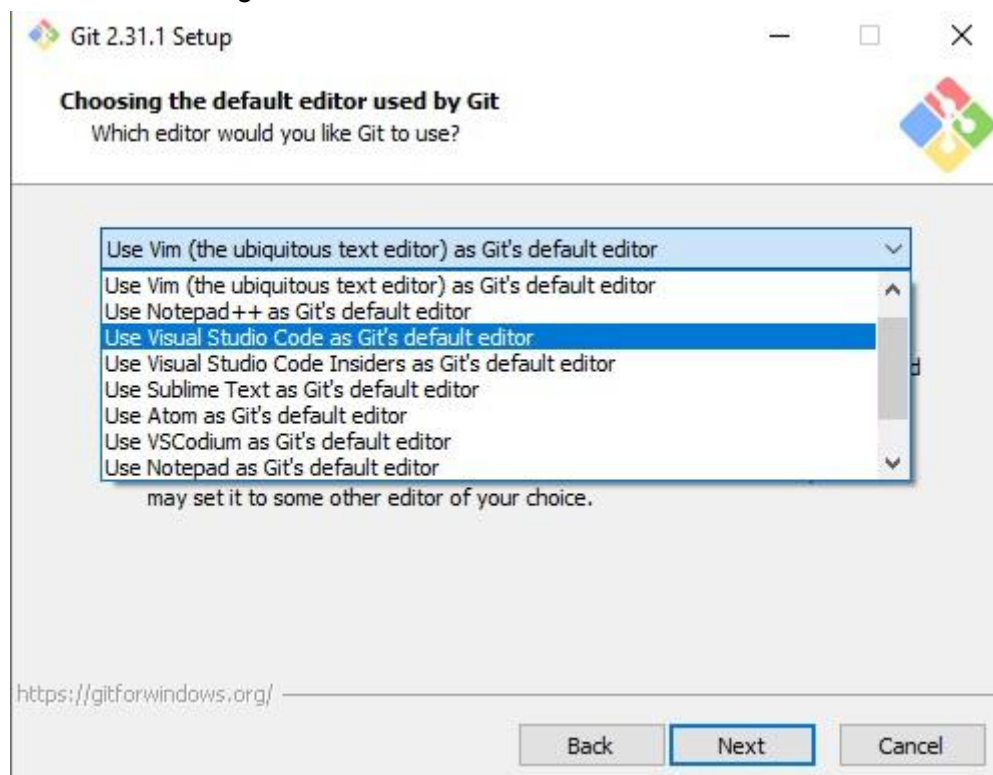 Git 2.31.1 Setup
Choosing the default editor used by Git
Which editor would you like Git to use?
Use Vim (the ubiquitous text editor) as Git's default editor
Use Vim (the ubiquitous text editor) as Git's default editor
Use Notepad++ as Git's default editor
Use Visual Studio Code as Git's default editor
Use Visual Studio Code Insiders as Git's default editor
Use Sublime Text as Git's default editor
Use Atom as Git's default editor
Use VSCodium as Git's default editor
Use Notepad as Git's default editor
may set it to some other editor of your choice.
https://gitforwindows.org/
Back Next Cancel